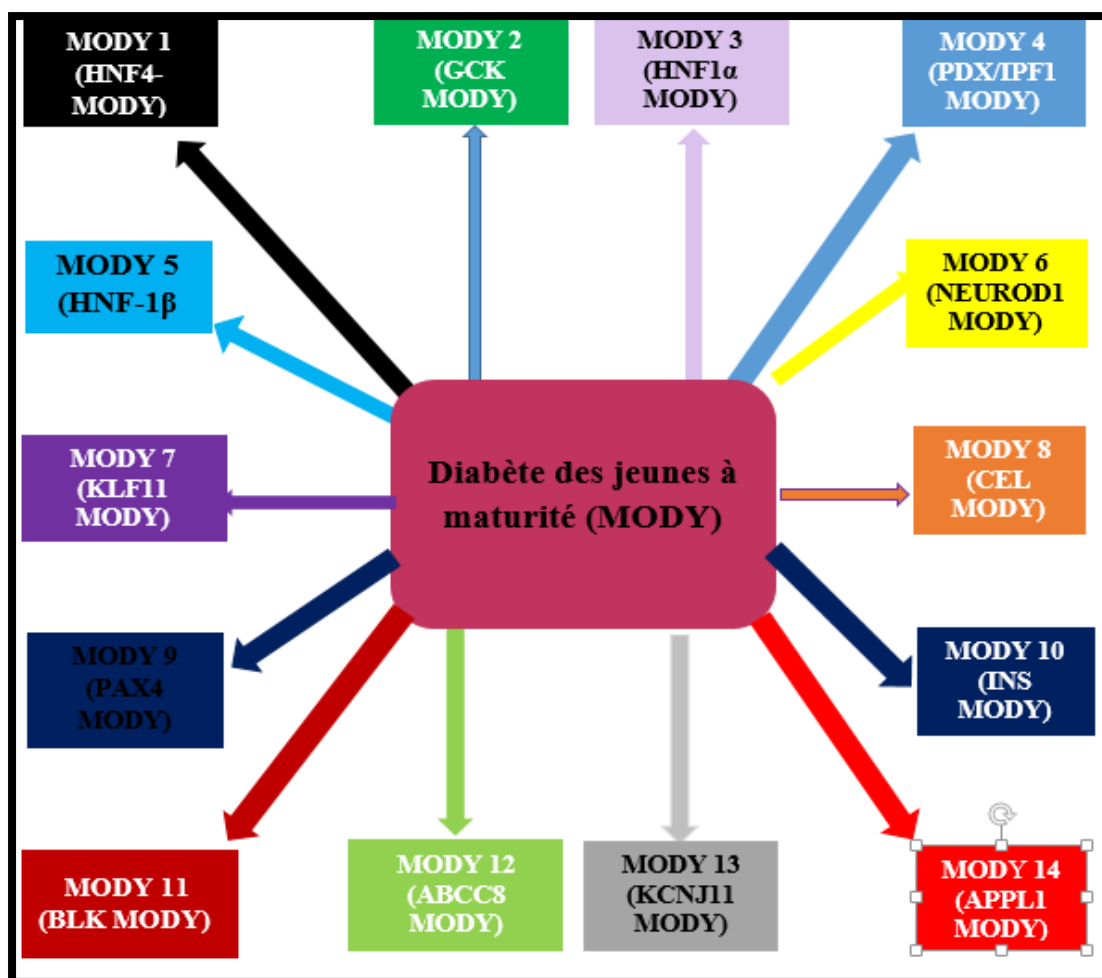 MODY 1
(HNF4-
MODY)
MODY 2
(GCK
MODY)
MODY 3
(HNF1α
MODY)
MODY 4
(PDX/IPF1
MODY)
MODY 5
(HNF-1β
MODY 6
(NEUROD1
MODY)
Diabète des jeunes à
maturité (MODY)
MODY 7
(KLF11
MODY)
MODY 8
(CEL
MODY)
MODY 9
(PAX4
MODY)
MODY 10
(INS
MODY)
MODY 11
(BLK MODY)
MODY 12
(ABCC8
MODY)
MODY 13
(KCNJ11
MODY)
MODY 14
(APPL1
MODY)